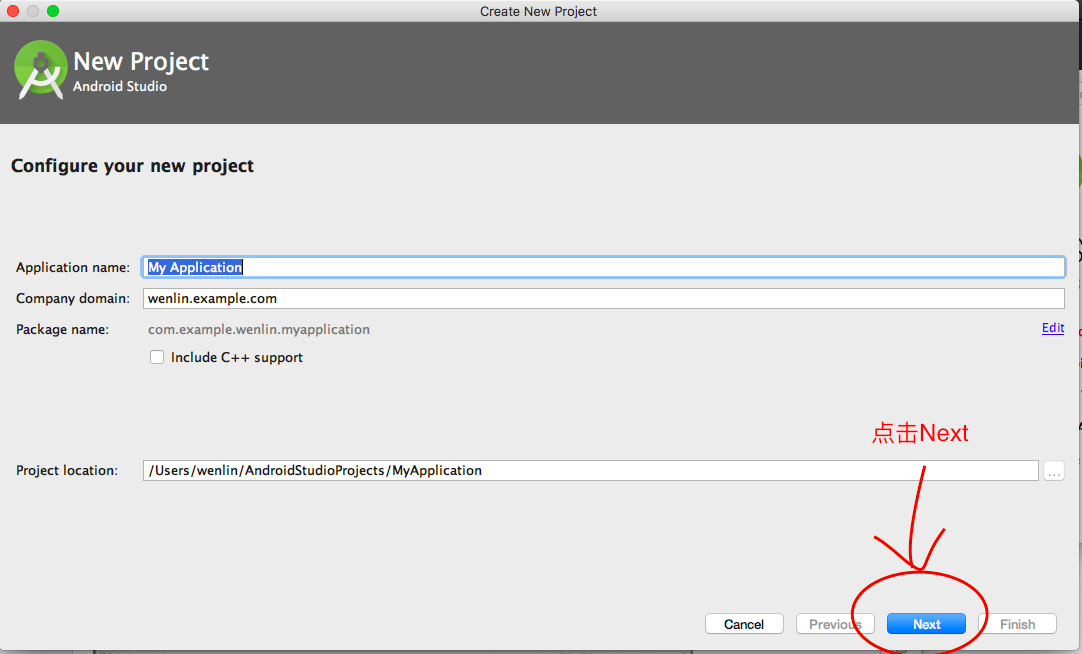 Create New Project
New Project
Android Studio
Configure your new project
Application name: My Application
Company domain: wenlin.example.com
Package name: com.example.wenlin.myapplication Edit
Include C++ support
点击Next
Project location: /Users/wenlin/AndroidStudioProjects/MyApplication ...
Cancel Previous Next Finish